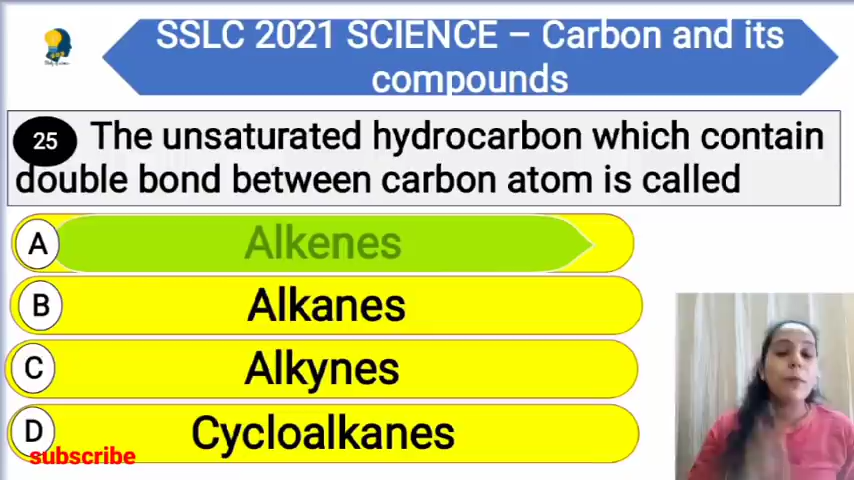 SSLC 2021 SCIENCE – Carbon and its
compounds
25 The unsaturated hydrocarbon which contain
double bond between carbon atom is called
A Alkenes
B Alkanes
C Alkynes
D Cycloalkanes
subscribe